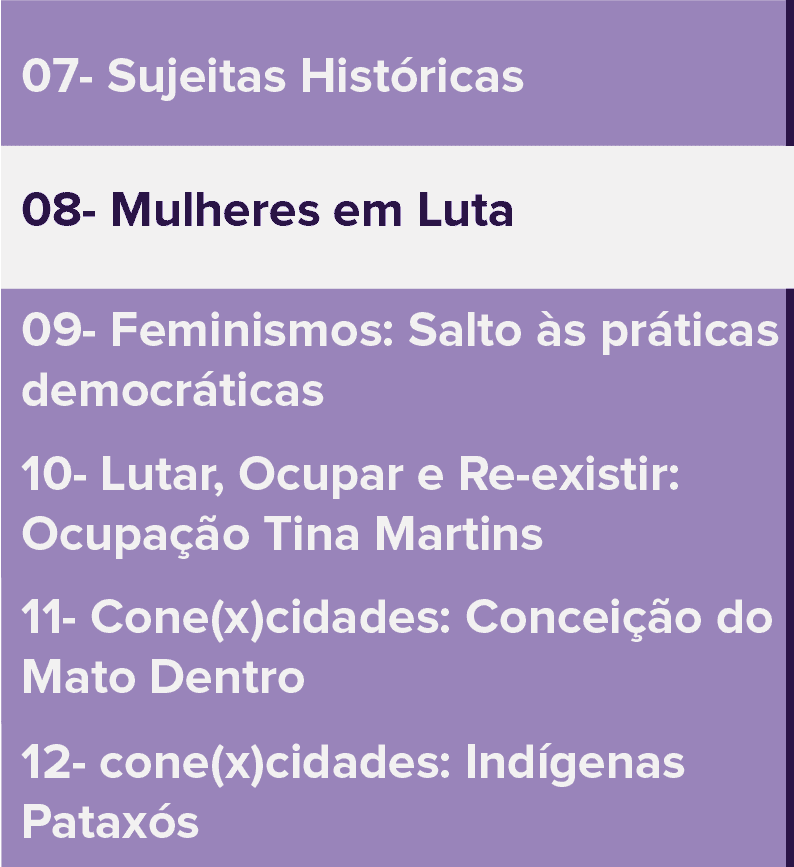 07- Sujeitas Históricas
08- Mulheres em Luta
09- Feminismos: Salto às práticas
democráticas
10- Lutar, Ocupar e Re-existir:
Ocupação Tina Martins
11- Cone(x)cidades: Conceição do
Mato Dentro
12- cone(x)cidades: Indígenas
Pataxós